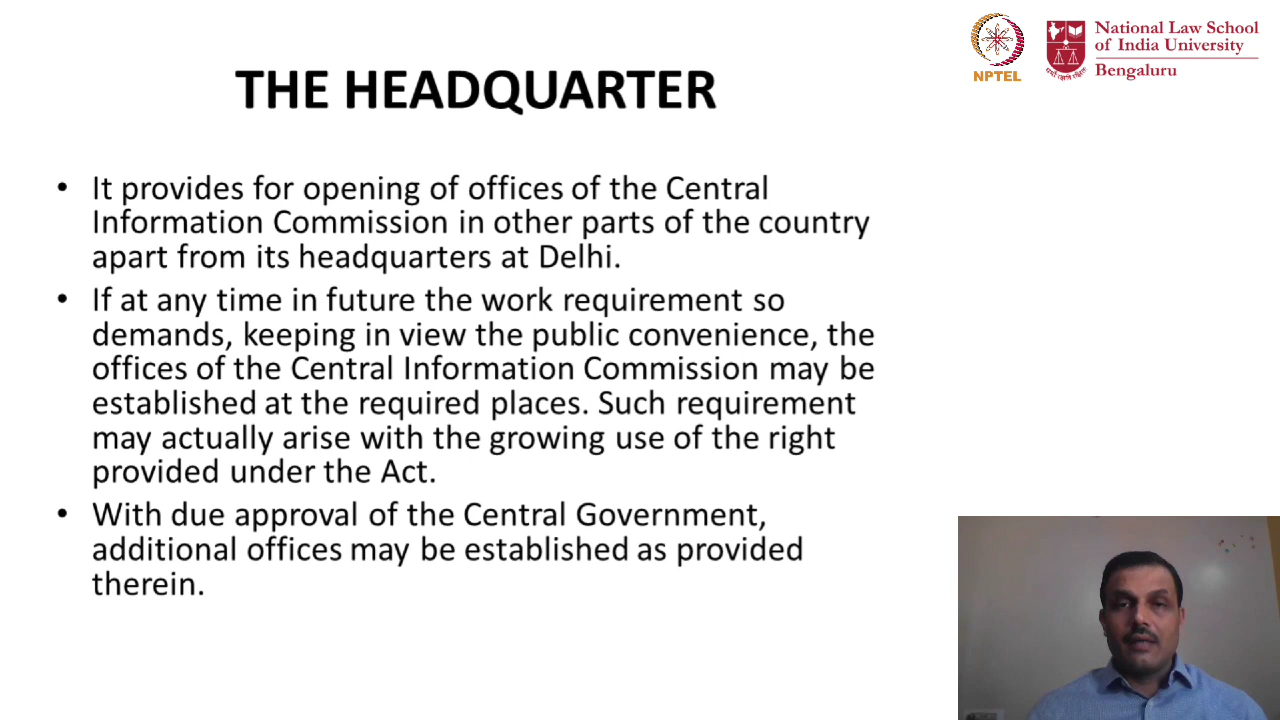 THE HEADQUARTER
NPTEL
National Law School
of India University
Bengaluru
• It provides for opening of offices of the Central
Information Commission in other parts of the country
apart from its headquarters at Delhi.
• If at any time in future the work requirement so
demands, keeping in view the public convenience, the
offices of the Central Information Commission may be
established at the required places. Such requirement
may actually arise with the growing use of the right
provided under the Act.
• With due approval of the Central Government,
additional offices may be established as provided
therein.